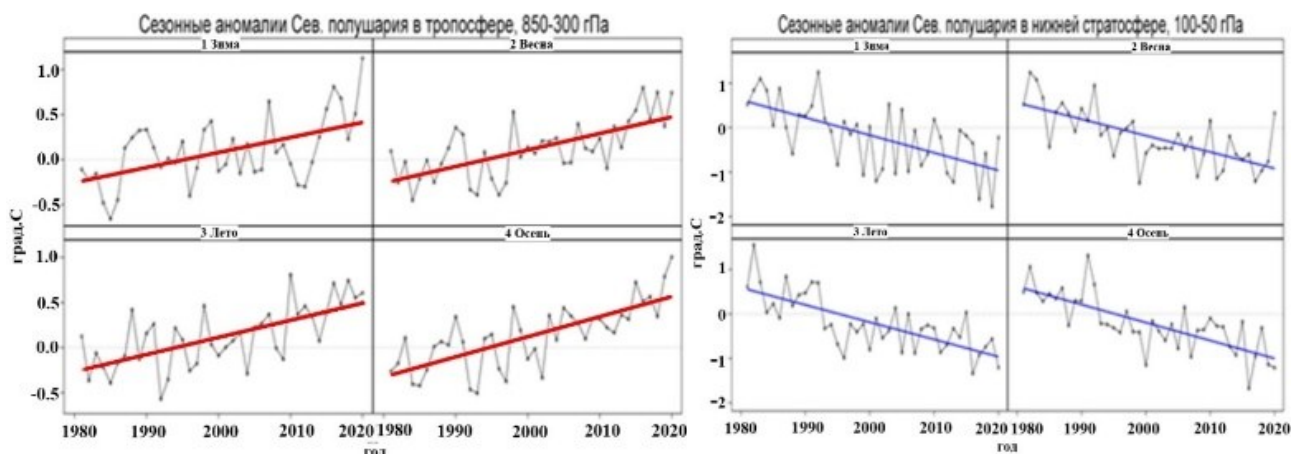 Сезонные аномалии Сев. полушария в тропосфере, 850-300 гПа
1 Зима
2 Весна
1.0
0.5
0.0
-0.5
3 Лето
4 Осень
1.0
0.5
0.0
-0.5
град.С
1980 1990 2000 2010 2020 1980 1990 2000 2010 2020
год
Сезонные аномалии Сев. полушария в нижней стратосфере, 100-50 гПа
1 Зима
2 Весна
1
0
-1
-2
3 Лето
4 Осень
1
0
-1
-2
град.С
1980 1990 2000 2010 2020 1980 1990 2000 2010 2020
год